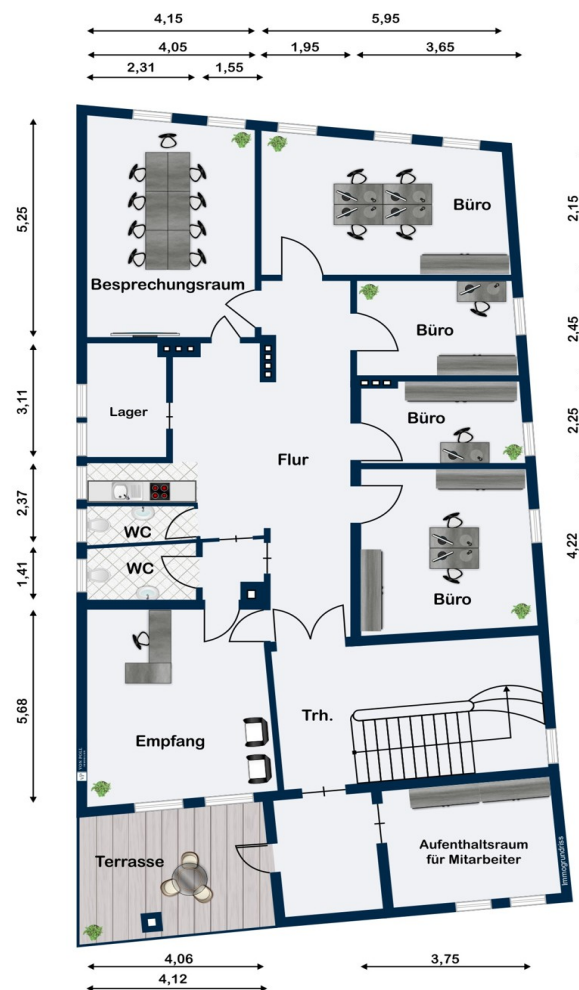 4,15
5,95
4,05
1,95
3,65
2,31
1,55
5,25
2,15
Büro
Besprechungsraum
2,45
Büro
3,11
Lager
2,25
Büro
Flur
2,37
WC
4,22
1,41
WC
Büro
5,68
Trh.
Empfang
Aufenthaltsraum
für Mitarbeiter
Terrasse
Immogrundriss
4,06
3,75
4,12